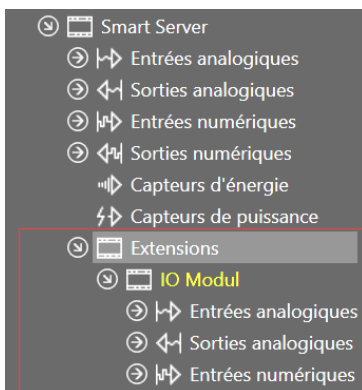 Smart Server
Entrées analogiques
Sorties analogiques
Entrées numériques
Sorties numériques
Capteurs d'énergie
Capteurs de puissance
Extensions
IO Modul
Entrées analogiques
Sorties analogiques
Entrées numériques